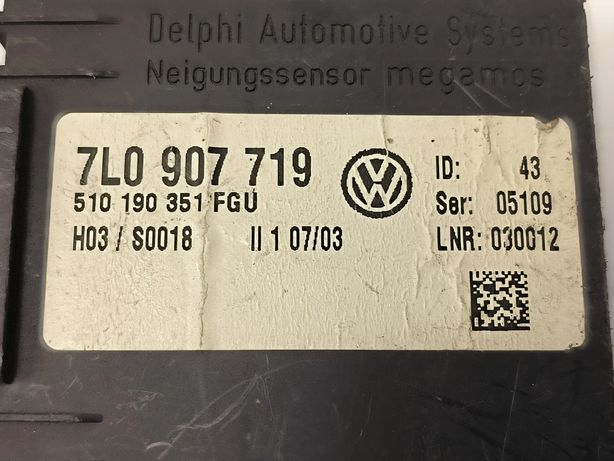 Delphi Automotive Systems
Neigungssensor megamos
7L0 907 719
510 190 351 FGU
H03 / S0018 II 1 07/03
ID: 43
Ser: 05109
LNR: 030012